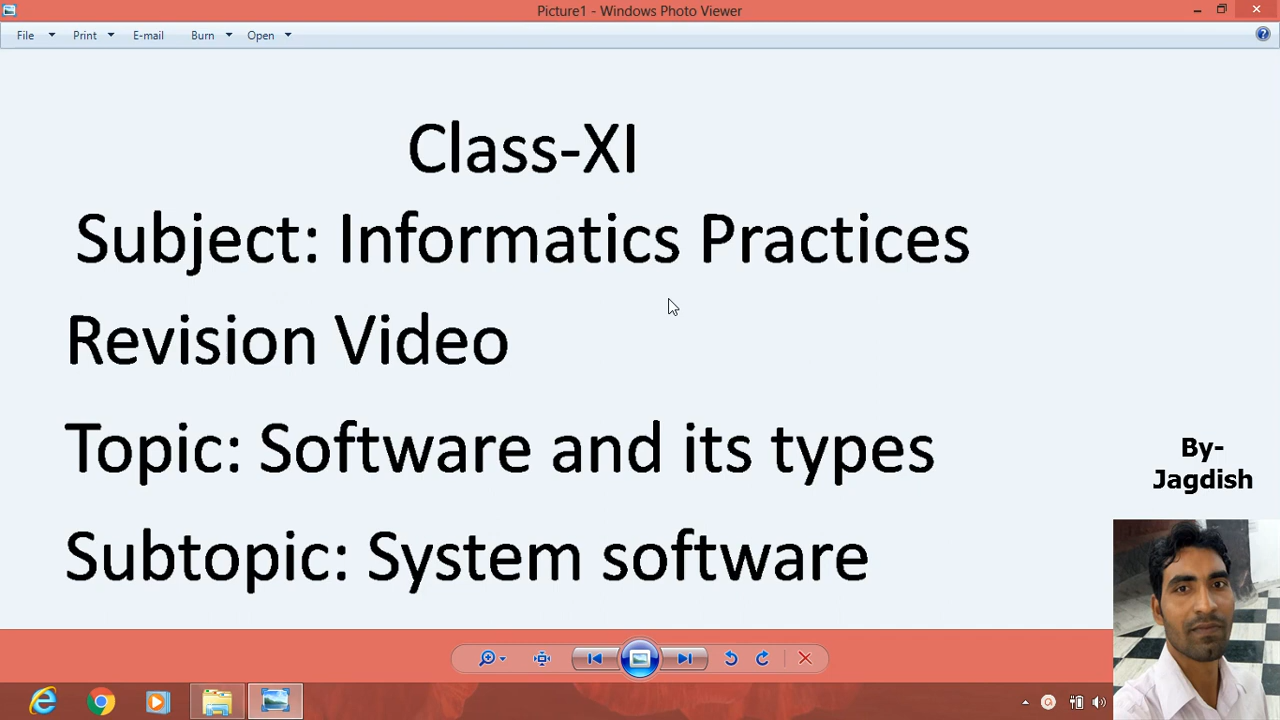 Picture1 - Windows Photo Viewer
File Print E-mail Burn Open
Class-XI
Subject: Informatics Practices
Revision Video
Topic: Software and its types
Subtopic: System software
By-
Jagdish